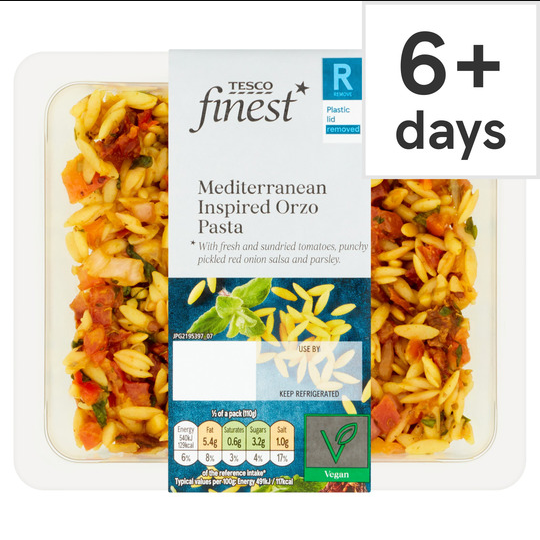 6+
days
TESCO
finest*
R
REMOVE
Plastic
lid
removed
Mediterranean
Inspired Orzo
Pasta
* With fresh and sundried tomatoes, punchy
pickled red onion salsa and parsley.
JPG2195397_07
USE BY
KEEP REFRIGERATED
½ of a pack (110g)
Energy Fat Saturates Sugars Salt
540kJ
129kcal 5.4g 0.6g 3.2g 1.0g
6% 8% 3% 4% 17%
of the reference intake*
Typical values per 100g: Energy 491kJ / 117kcal
V
Vegan